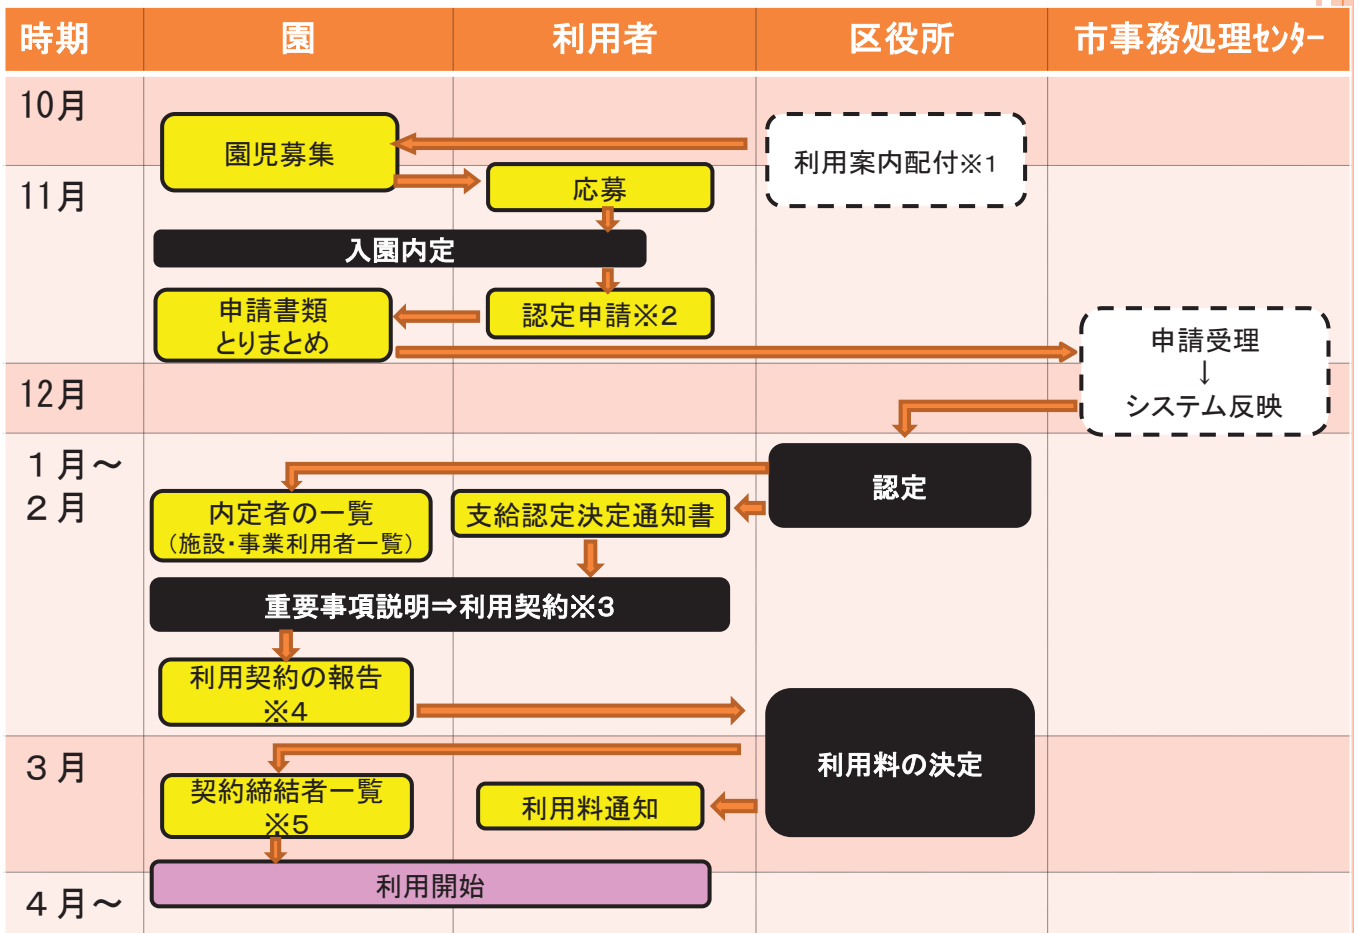 時期 園 利用者 区役所 市事務処理ｾﾝﾀｰ
10月
園児募集
利用案内配付※1
11月
応募
入園内定
申請書類
とりまとめ
認定申請※2
申請受理
↓
システム反映
12月
1月～
2月
認定
内定者の一覧
（施設・事業利用者一覧）
支給認定決定通知書
重要事項説明⇒利用契約※3
利用契約の報告
※4
利用料の決定
3月
契約締結者一覧
※5
利用料通知
利用開始
4月～